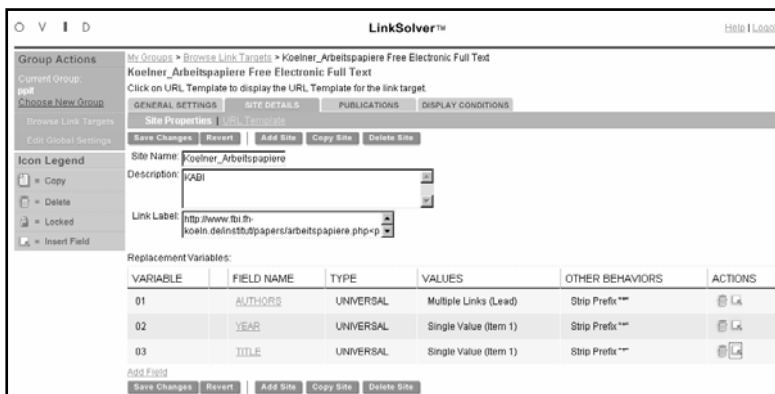 O V I D LinkSolver™ Help | Logo
Group Actions
Current Group:
ppit
Choose New Group
Browse Link Targets
Edit Global Settings
Icon Legend
= Copy
= Delete
= Locked
= Insert Field
My Groups > Browse Link Targets > Koelner_Arbeitspapiere Free Electronic Full Text
Koelner_Arbeitspapiere Free Electronic Full Text
Click on URL Template to display the URL Template for the link target.
GENERAL SETTINGS SITE DETAILS PUBLICATIONS DISPLAY CONDITIONS
Site Properties | URL Template
Save Changes Revert | Add Site Copy Site Delete Site
Site Name: Koelner_Arbeitspapiere
Description: KABI
Link Label: http://www.fbi.fh-
koeln.de/institut/papers/arbeitspapiere.php<p
Replacement Variables:
VARIABLE FIELD NAME TYPE VALUES OTHER BEHAVIORS ACTIONS
01 AUTHORS UNIVERSAL Multiple Links (Lead) Strip Prefix
02 YEAR UNIVERSAL Single Value (Item 1) Strip Prefix
03 TITLE UNIVERSAL Single Value (Item 1) Strip Prefix
Add Field
Save Changes Revert | Add Site Copy Site Delete Site